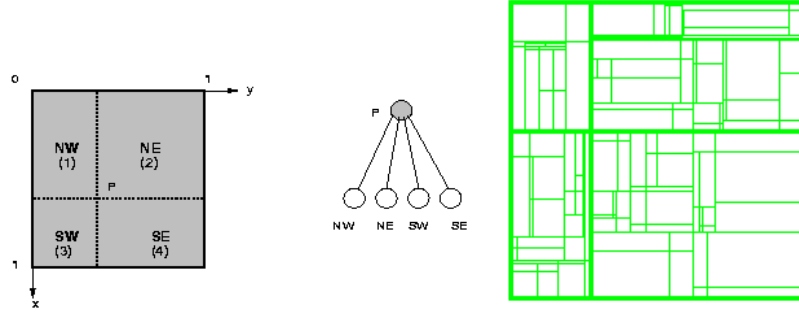 0 1 y
NW NE
(1) (2)
P
SW SE
(3) (4)
1
x
P
NW NE SW SE